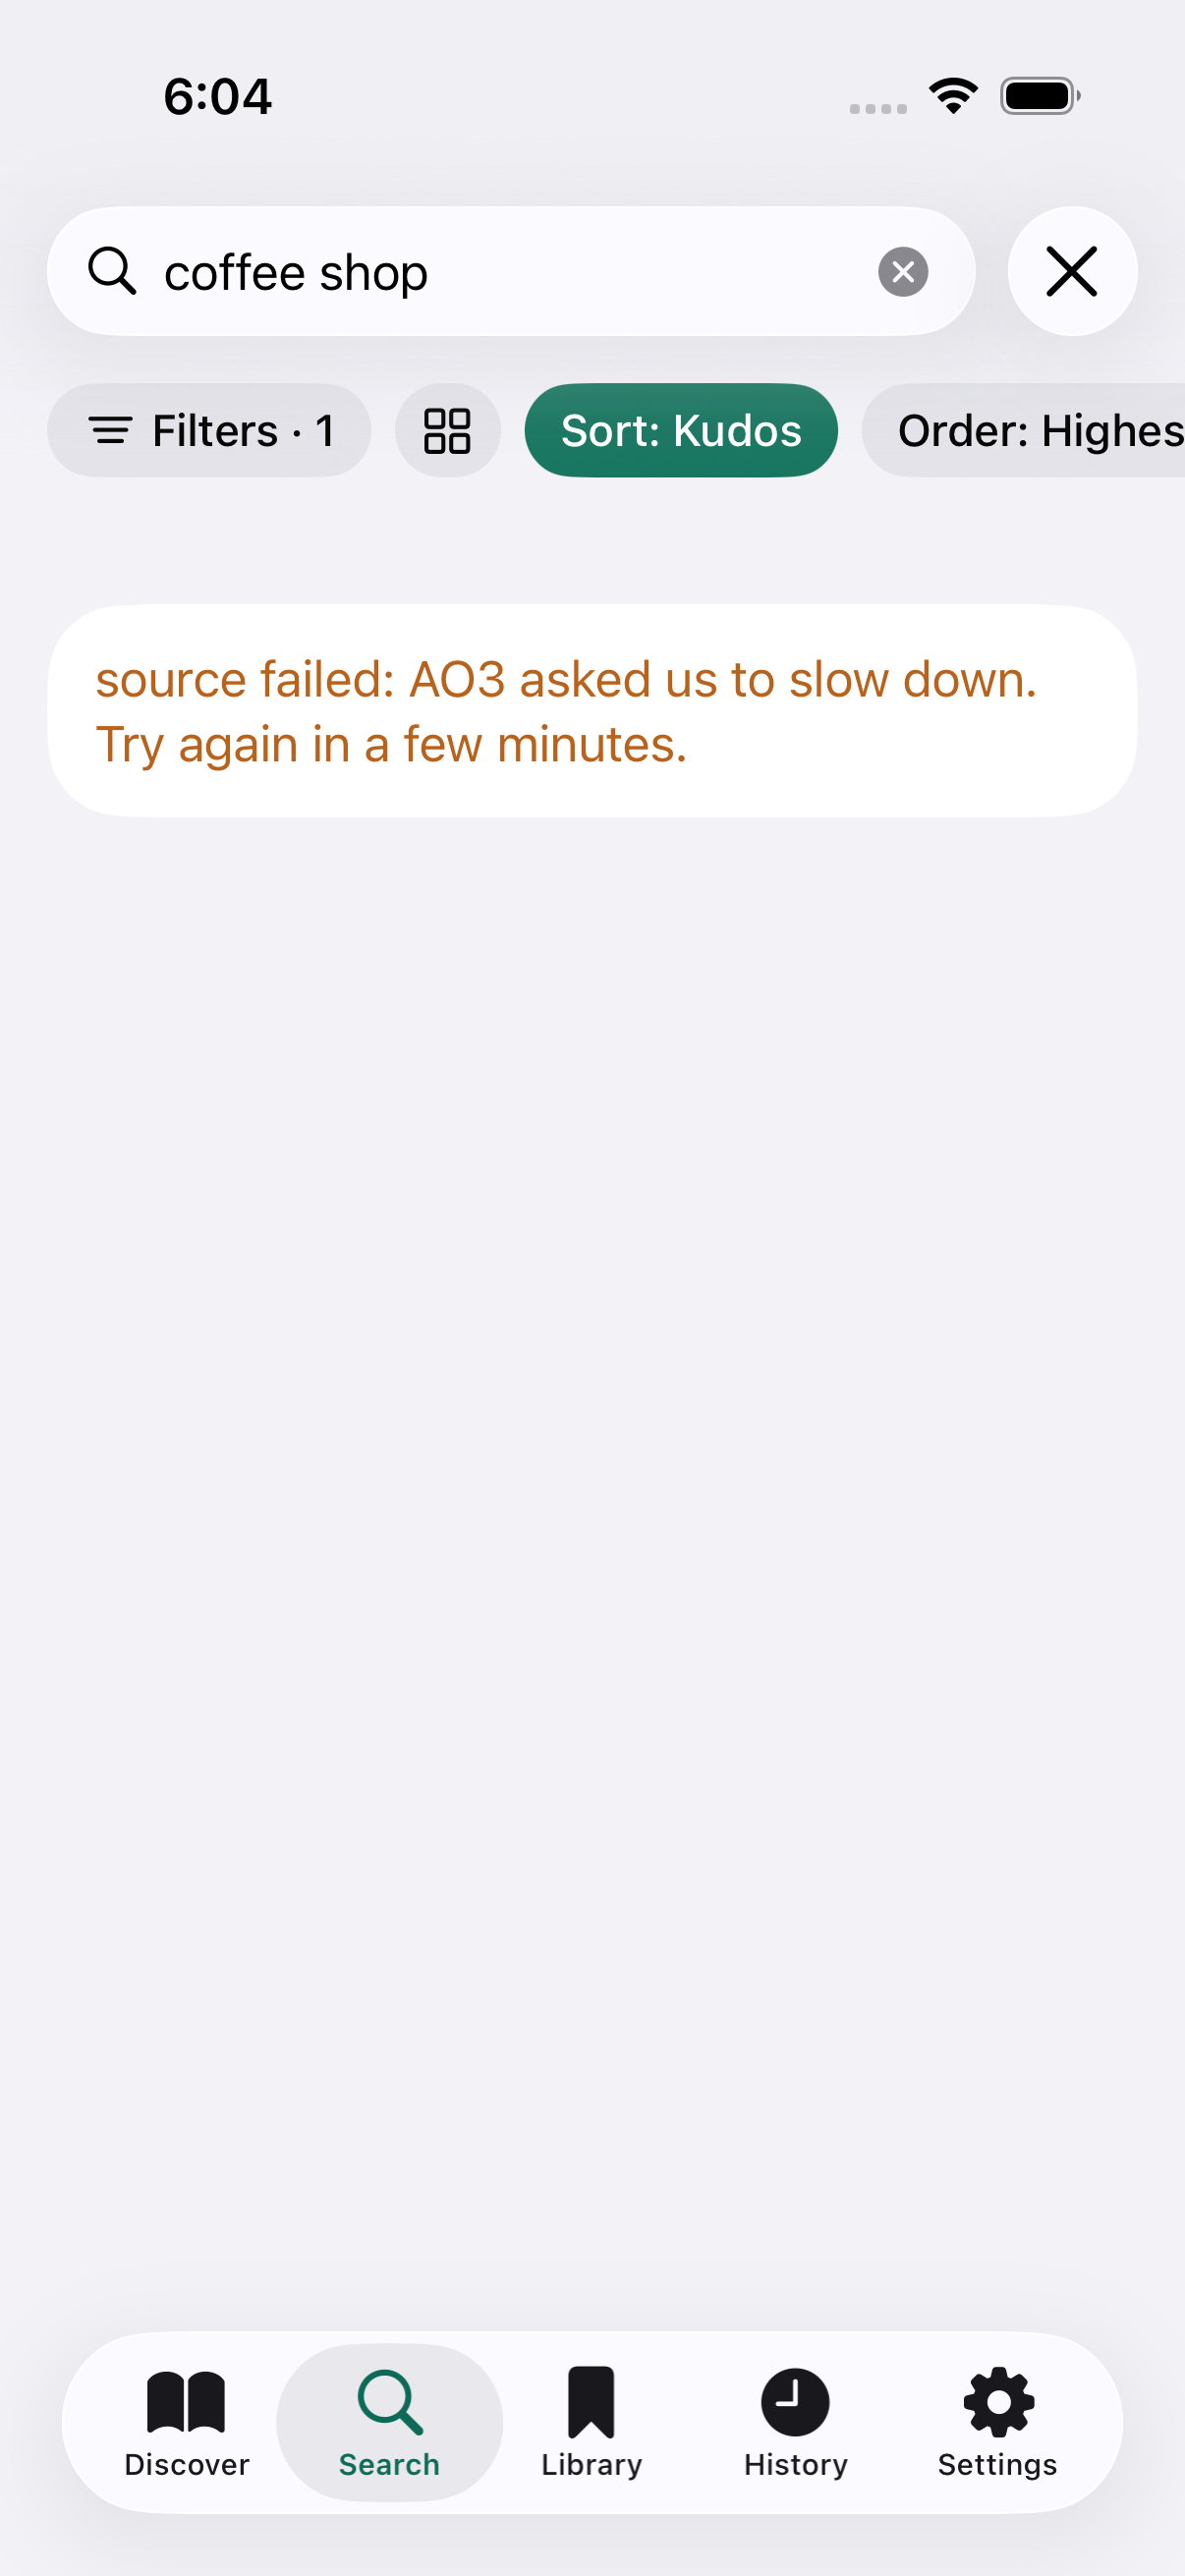 6:04
coffee shop
Filters · 1
Sort: Kudos
Order: Highes
source failed: AO3 asked us to slow down.
Try again in a few minutes.
Discover
Search
Library
History
Settings